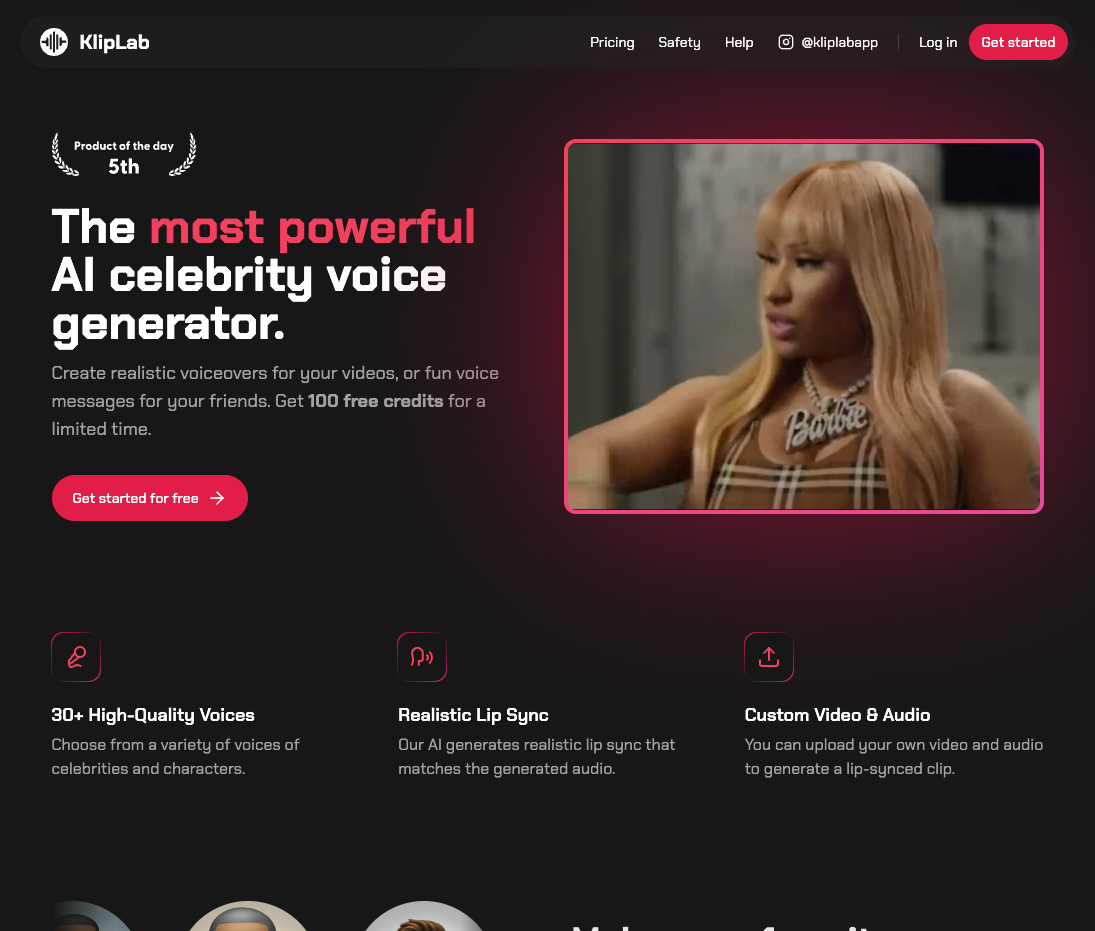 KlipLab
Pricing
Safety
Help
@kliplabapp
Log in
Get started
Product of the day
5th
The most powerful
AI celebrity voice
generator.
Create realistic voiceovers for your videos, or fun voice
messages for your friends. Get 100 free credits for a
limited time.
Get started for free
Barbie
30+ High-Quality Voices
Choose from a variety of voices of
celebrities and characters.
Realistic Lip Sync
Our AI generates realistic lip sync that
matches the generated audio.
Custom Video & Audio
You can upload your own video and audio
to generate a lip-synced clip.